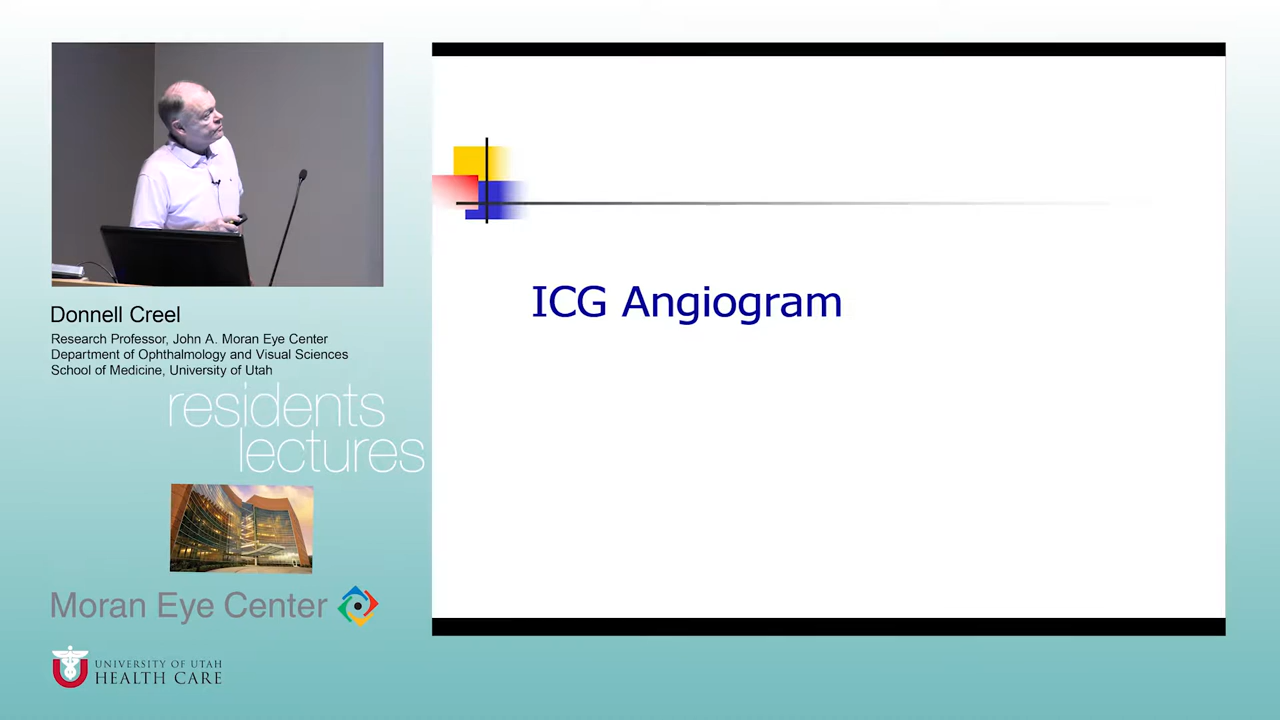 Donnell Creel
Research Professor, John A. Moran Eye Center
Department of Ophthalmology and Visual Sciences
School of Medicine, University of Utah
residents
lectures
Moran Eye Center
UNIVERSITY OF UTAH
HEALTH CARE
ICG Angiogram